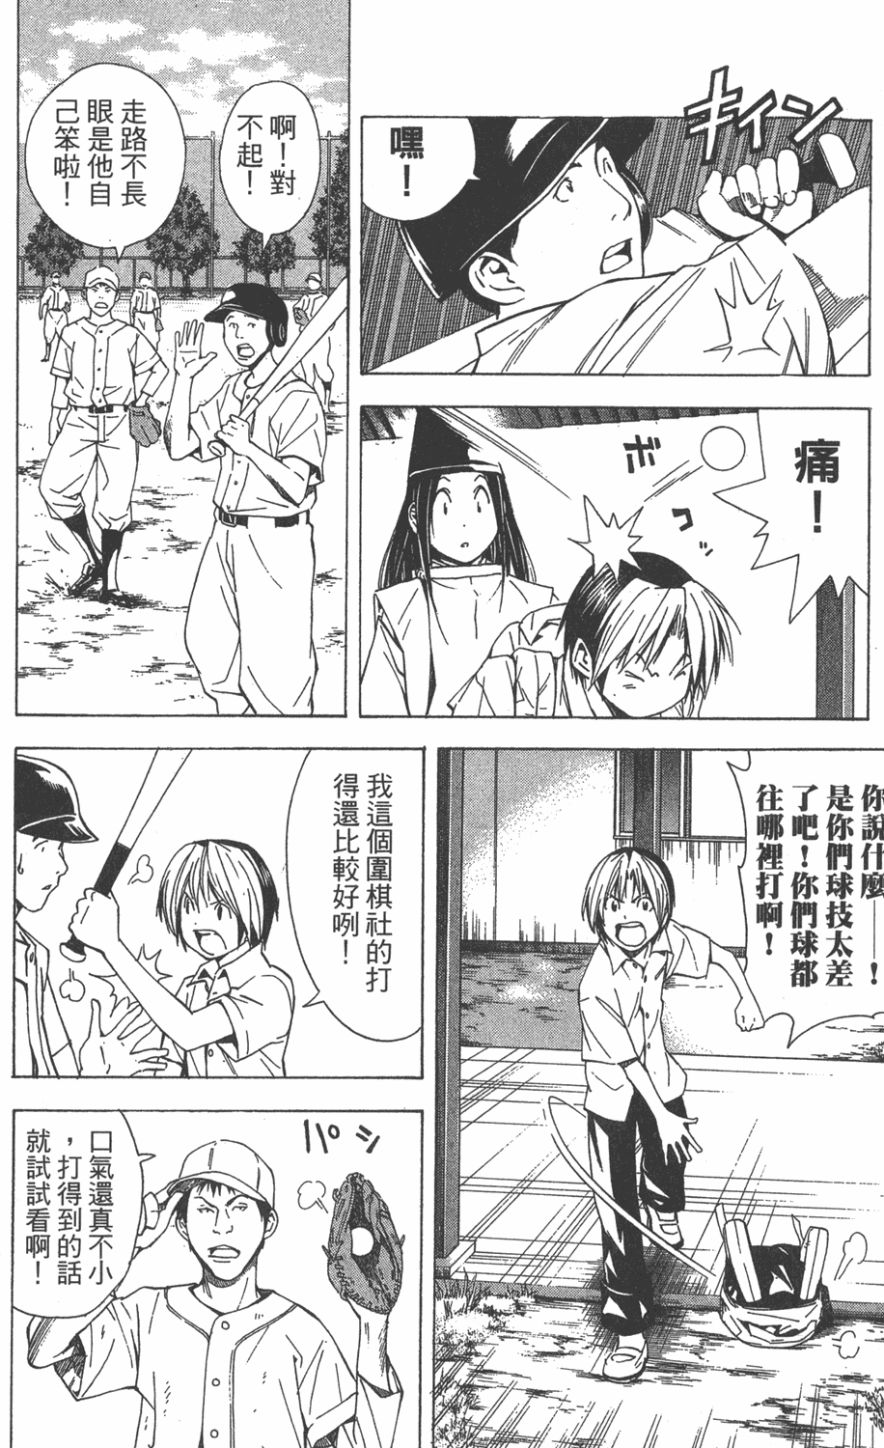 キィン
嘿！
啊！對
不起！
走路不長
眼是他自
己笨啦！
痛！
ゴッ
你說什麼——！
是你們球技太差
了吧！你們球都
往哪裡打啊！
我這個圍棋社的打
得還比較好咧！
パシ
口氣還真不小
，打得到的話
就試試看啊！